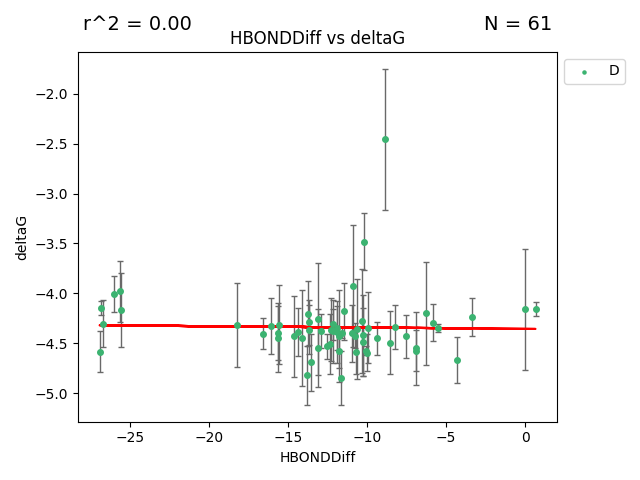 r^2 = 0.00
N = 61
HBONDDiff vs deltaG
D
−2.0
−2.5
−3.0
−3.5
−4.0
−4.5
−5.0
deltaG
−25
−20
−15
−10
−5
0
HBONDDiff